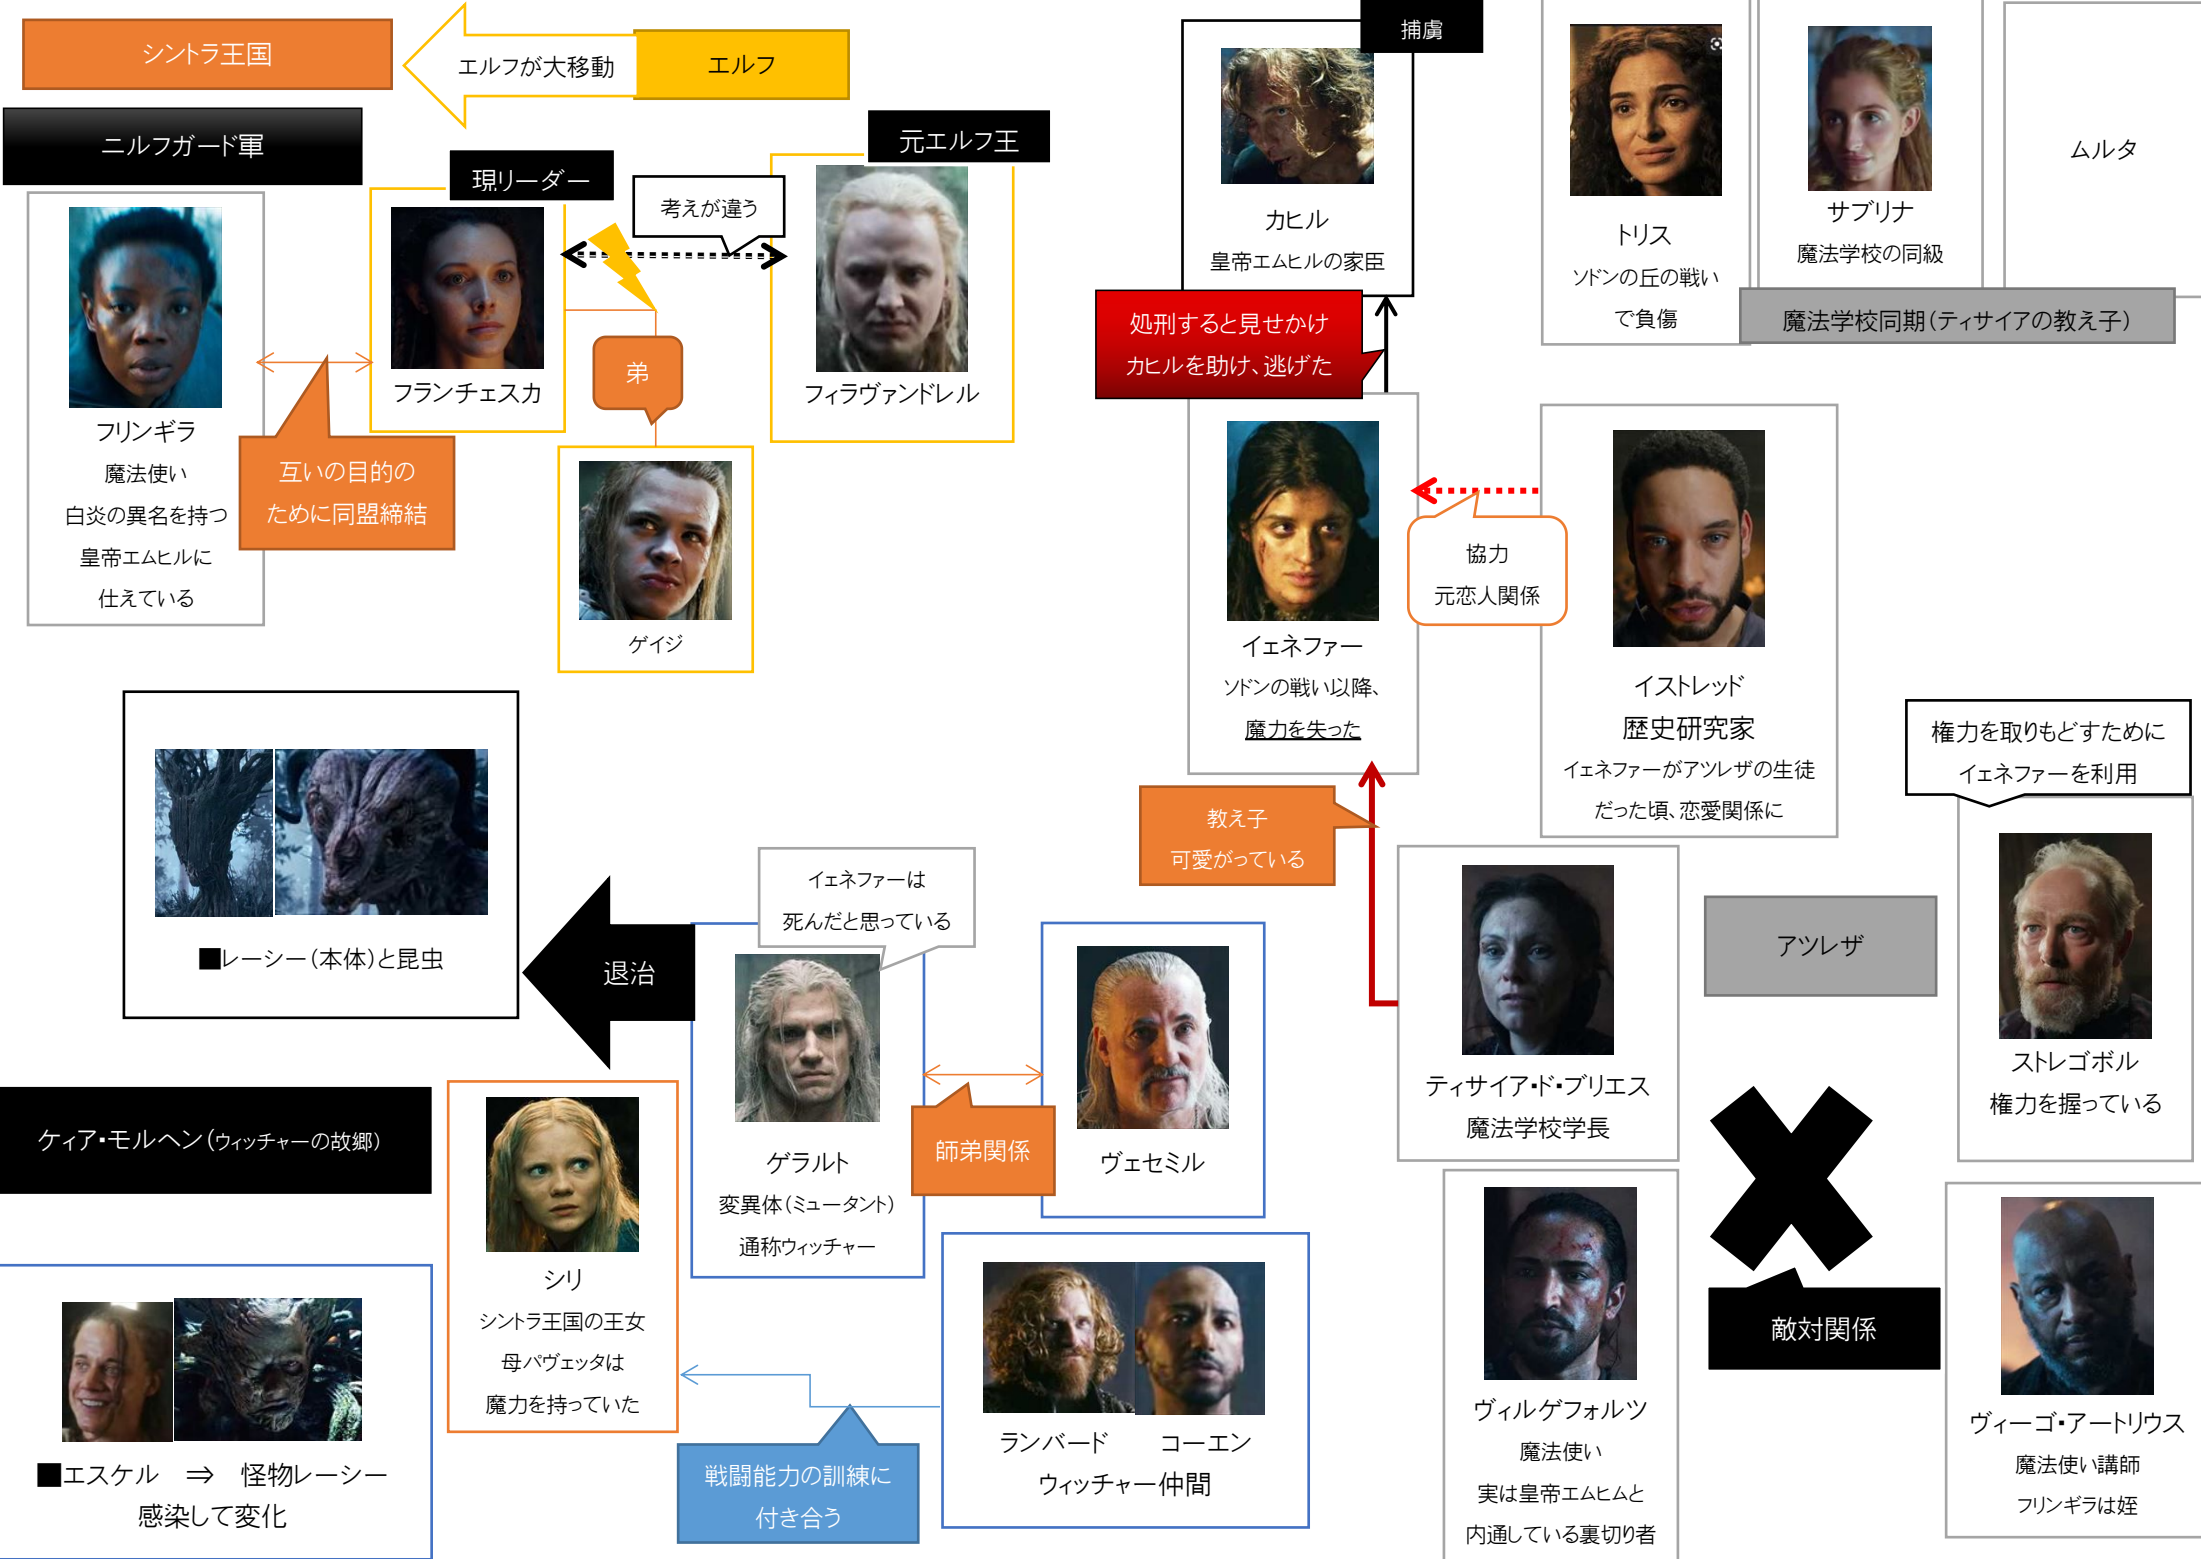 シントラ王国
エルフが大移動
エルフ
ニルフガード軍
現リーダー
元エルフ王
考えが違う
フリンギラ
魔法使い
白炎の異名を持つ
皇帝エムヒルに
仕えている
互いの目的の
ために同盟締結
フランチェスカ
弟
フィラヴァンドレル
ゲイジ
捕虜
カヒル
皇帝エムヒルの家臣
処刑すると見せかけ
カヒルを助け、逃げた
トリス
ソドンの丘の戦い
で負傷
サブリナ
魔法学校の同級
ムルタ
魔法学校同期(ティサイアの教え子)
イェネファー
ソドンの戦い以降、
魔力を失った
協力
元恋人関係
イストレッド
歴史研究家
イェネファーがアツレザの生徒
だった頃、恋愛関係に
権力を取りもどすために
イェネファーを利用
教え子
可愛がっている
■レーシー(本体)と昆虫
退治
イェネファーは
死んだと思っている
ゲラルト
変異体(ミュータント)
通称ウィッチャー
師弟関係
ヴェセミル
ティサイア・ド・ブリエス
魔法学校学長
アツレザ
ストレゴボル
権力を握っている
ケィア・モルヘン(ウィッチャーの故郷)
シリ
シントラ王国の王女
母パヴェッタは
魔力を持っていた
■エスケル ⇒ 怪物レーシー
感染して変化
戦闘能力の訓練に
付き合う
ランバード コーエン
ウィッチャー仲間
ヴィルゲフォルツ
魔法使い
実は皇帝エムヒムと
内通している裏切り者
敵対関係
ヴィーゴ・アートリウス
魔法使い講師
フリンギラは姪